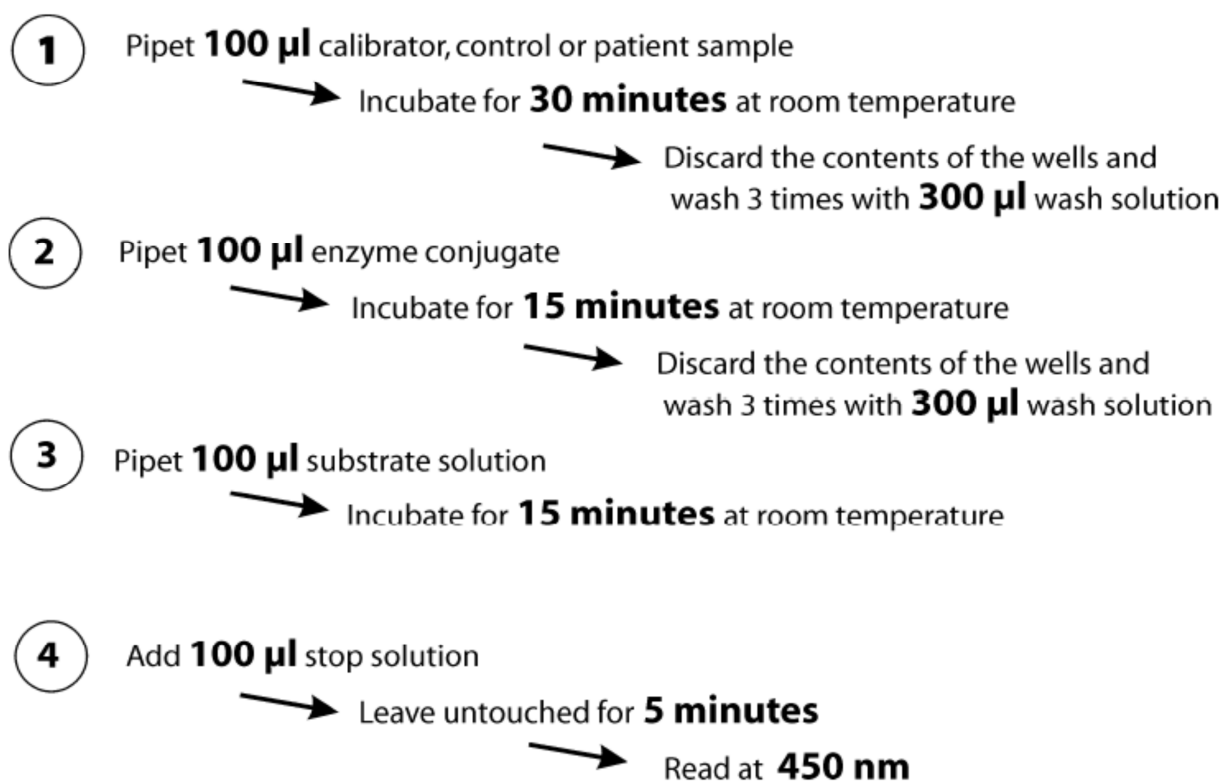 1 Pipet 100 µl calibrator, control or patient sample
Incubate for 30 minutes at room temperature
Discard the contents of the wells and
wash 3 times with 300 µl wash solution
2 Pipet 100 µl enzyme conjugate
Incubate for 15 minutes at room temperature
Discard the contents of the wells and
wash 3 times with 300 µl wash solution
3 Pipet 100 µl substrate solution
Incubate for 15 minutes at room temperature
4 Add 100 µl stop solution
Leave untouched for 5 minutes
Read at 450 nm